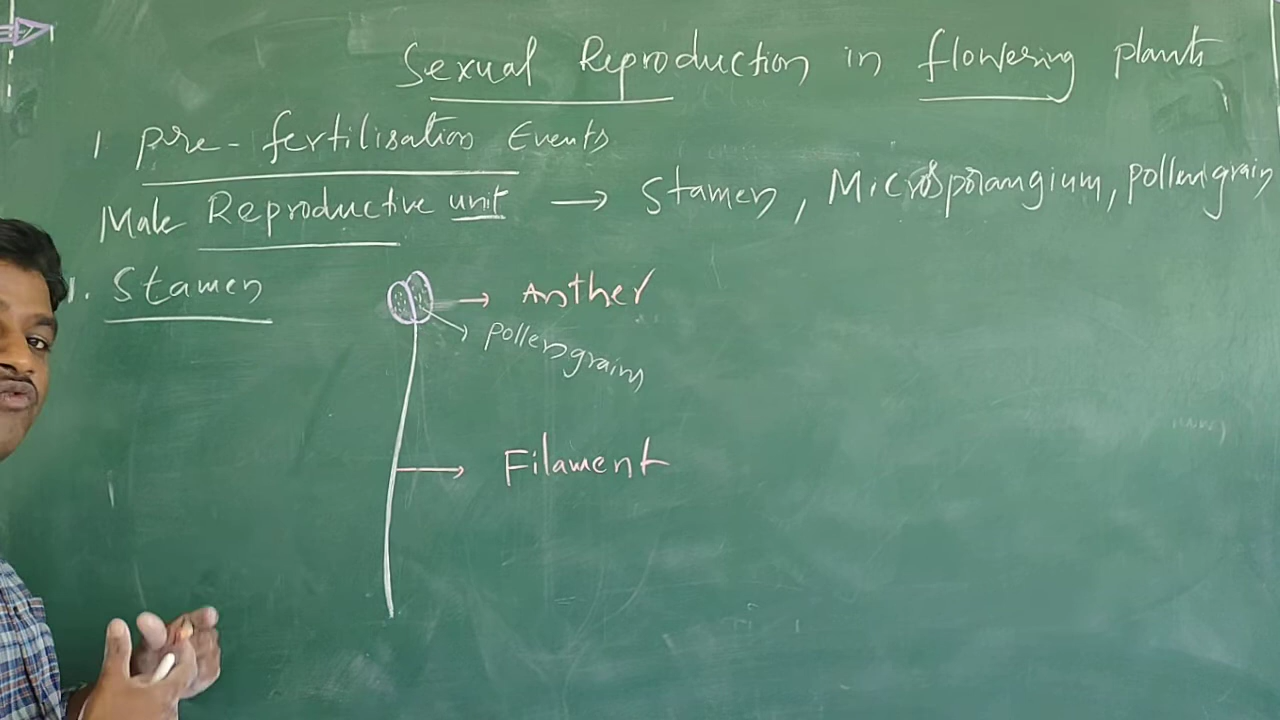 Sexual Reproduction in flowering plants
1 Pre-fertilisation Events
Male Reproductive unit → Stamen, Microsporangium, pollengrain
1. Stamen
Anther
Pollengrains
Filament